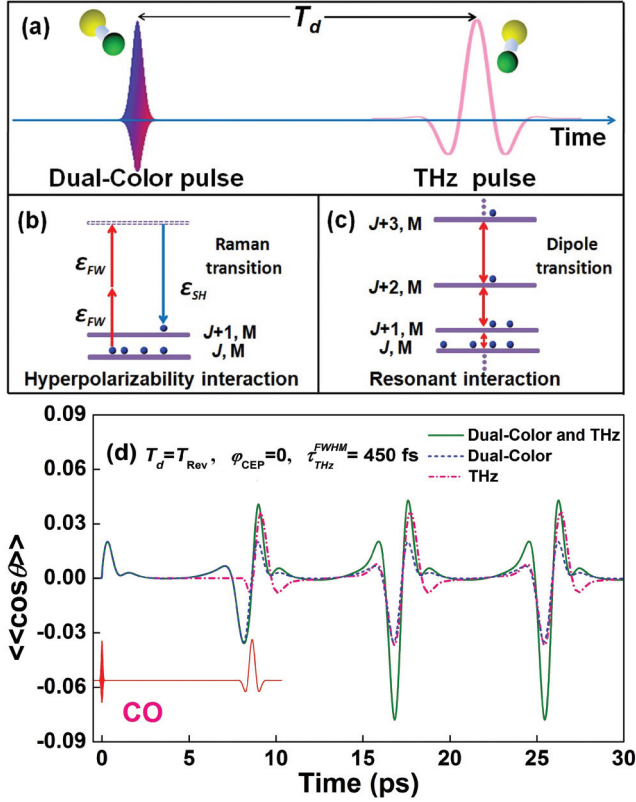 (a)
T_d
Time
Dual-Color pulse
THz pulse
(b)
Raman
transition
ε_FW
ε_SH
ε_FW
J+1, M
J, M
Hyperpolarizability interaction
(c)
J+3, M
Dipole
transition
J+2, M
J+1, M
J, M
Resonant interaction
(d) T_d=T_Rev, φ_CEP=0, τ_THz^FWHM= 450 fs
Dual-Color and THz
Dual-Color
THz
<<cosθ>>
0.09
0.06
0.03
0.00
-0.03
-0.06
-0.09
CO
0 5 10 15 20 25 30
Time (ps)